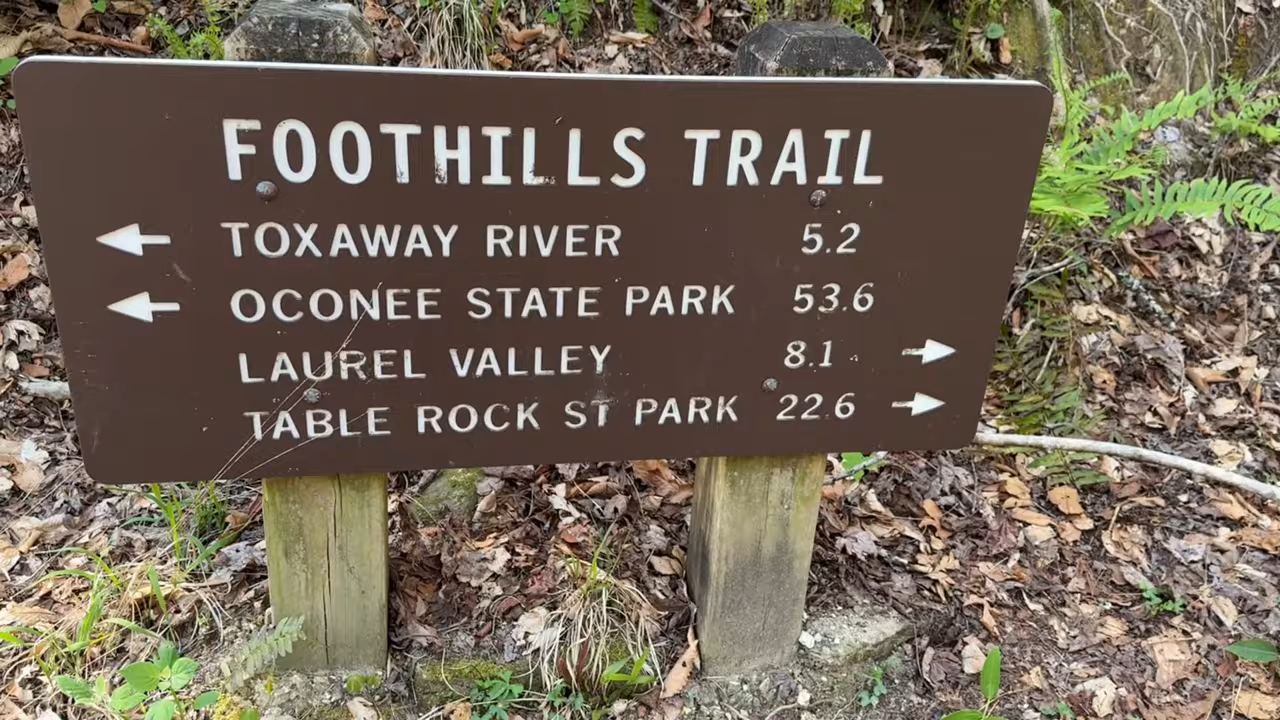 FOOTHILLS TRAIL
← TOXAWAY RIVER 5.2
← OCONEE STATE PARK 53.6
LAUREL VALLEY 8.1 →
TABLE ROCK ST PARK 22.6 →